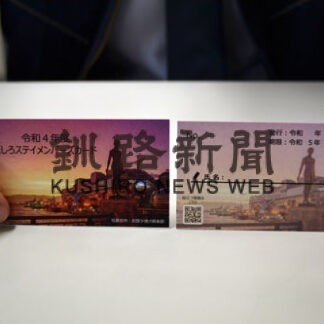 令和4年度
くしろステイメンバーズカード
釧路新聞
KUSHIRO NEWS WEB
No.
発行:令和　年
期限:令和　5年
氏名: